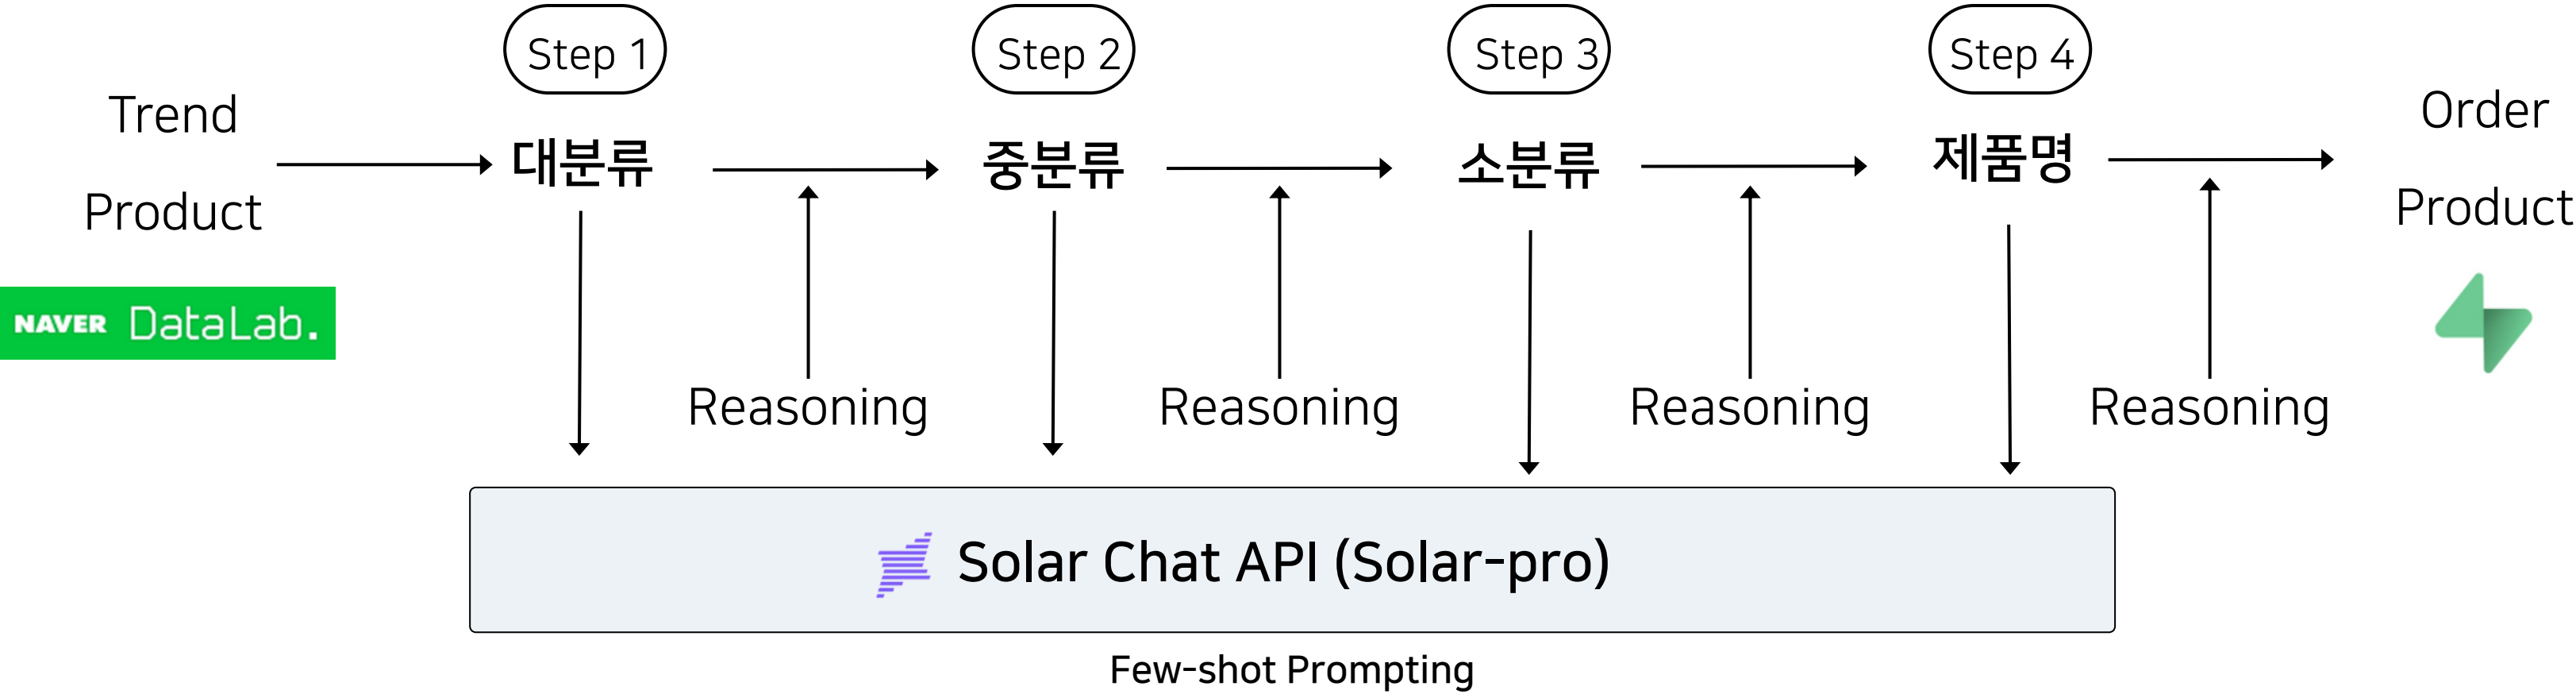 Step 1
Step 2
Step 3
Step 4
Trend
Product
대분류
중분류
소분류
제품명
Order
Product
NAVER DataLab.
Reasoning
Reasoning
Reasoning
Reasoning
Solar Chat API (Solar-pro)
Few-shot Prompting